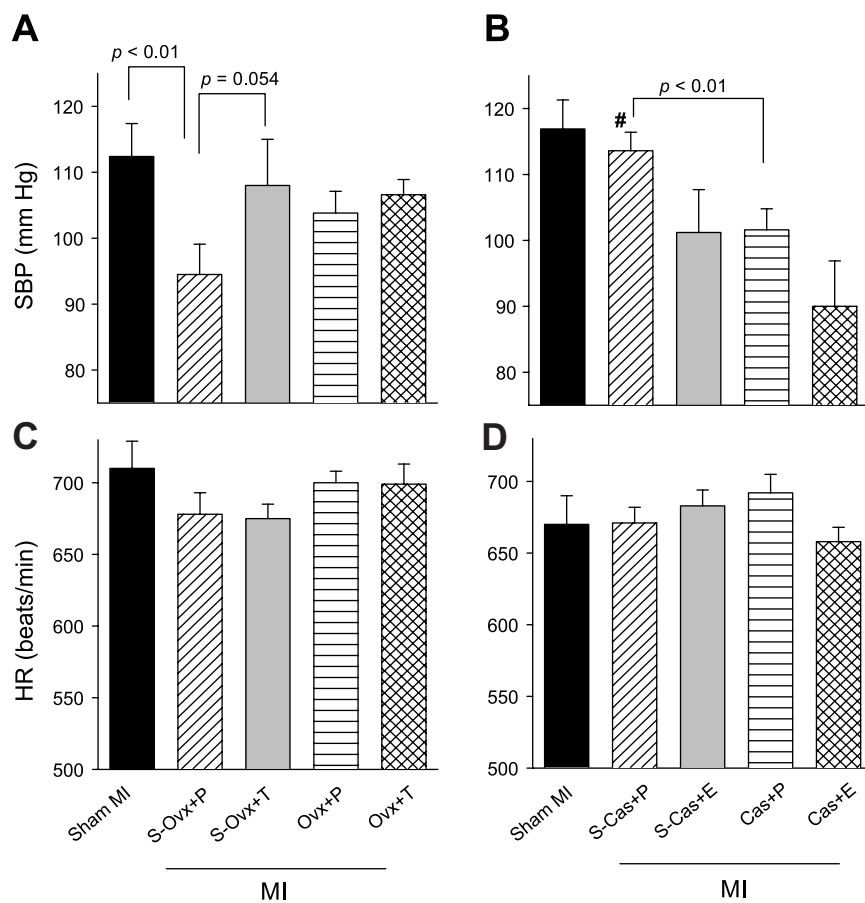 A
p < 0.01
p = 0.054
SBP (mm Hg)
120
110
100
90
80
B
p < 0.01
#
120
110
100
90
80
C
HR (beats/min)
700
650
600
550
500
Sham MI
S-Ovx+P
S-Ovx+T
Ovx+P
Ovx+T
MI
D
700
650
600
550
500
Sham MI
S-Cas+P
S-Cas+E
Cas+P
Cas+E
MI